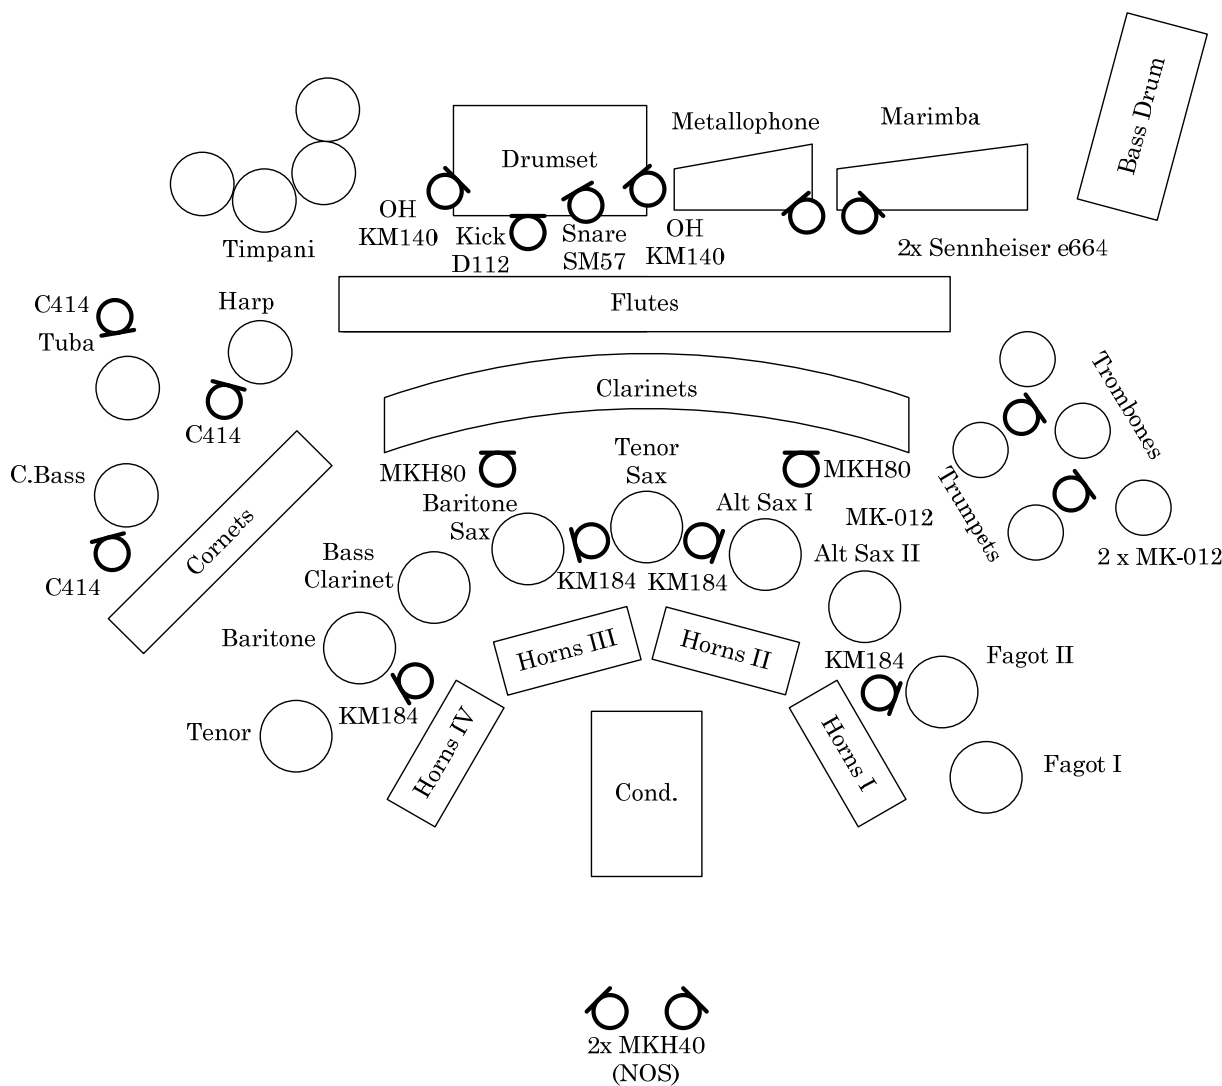 Bass Drum
Marimba
Metallophone
Drumset
OH
KM140
Kick
D112
Snare
SM57
OH
KM140
2x Sennheiser e664
Timpani
C414
Tuba
Harp
C414
Flutes
Clarinets
Trombones
Trumpets
2 x MK-012
C.Bass
C414
Cornets
MKH80
MKH80
Tenor
Sax
Baritone
Sax
Alt Sax I
MK-012
Alt Sax II
KM184
KM184
Bass
Clarinet
Baritone
KM184
Tenor
Horns III
Horns II
KM184
Fagot II
Horns IV
Horns I
Fagot I
Cond.
2x MKH40
(NOS)